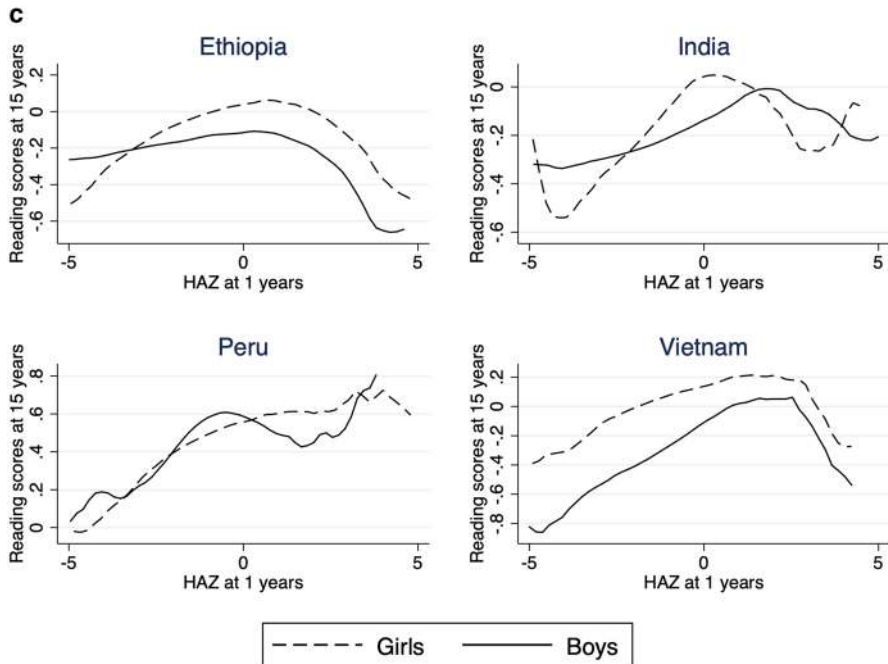 c
Ethiopia
Reading scores at 15 years
.2
0
-.2
-.4
-.6
-5
0
5
HAZ at 1 years
India
Reading scores at 15 years
0
-.2
-.4
-.6
-5
0
5
HAZ at 1 years
Peru
Reading scores at 15 years
.8
.6
.4
.2
0
-5
0
5
HAZ at 1 years
Vietnam
Reading scores at 15 years
.2
0
-.2
-.4
-.6
-.8
-5
0
5
HAZ at 1 years
Girls
Boys